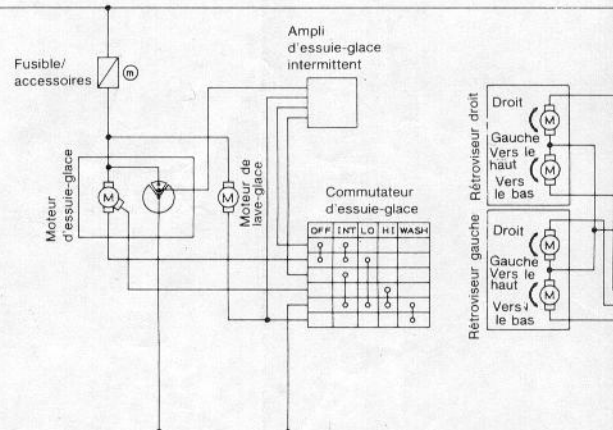 Fusible/
accessoires
m
Ampli
d'essuie-glace
intermittent
Moteur
d'essuie-glace
M
M
Moteur de
lave-glace
Commutateur
d'essuie-glace
OFF INT LO HI WASH
Rétroviseur droit
Droit
M
Gauche
Vers le
haut
M
Vers
le bas
Rétroviseur gauche
Droit
M
Gauche
Vers le
haut
M
Vers
le bas